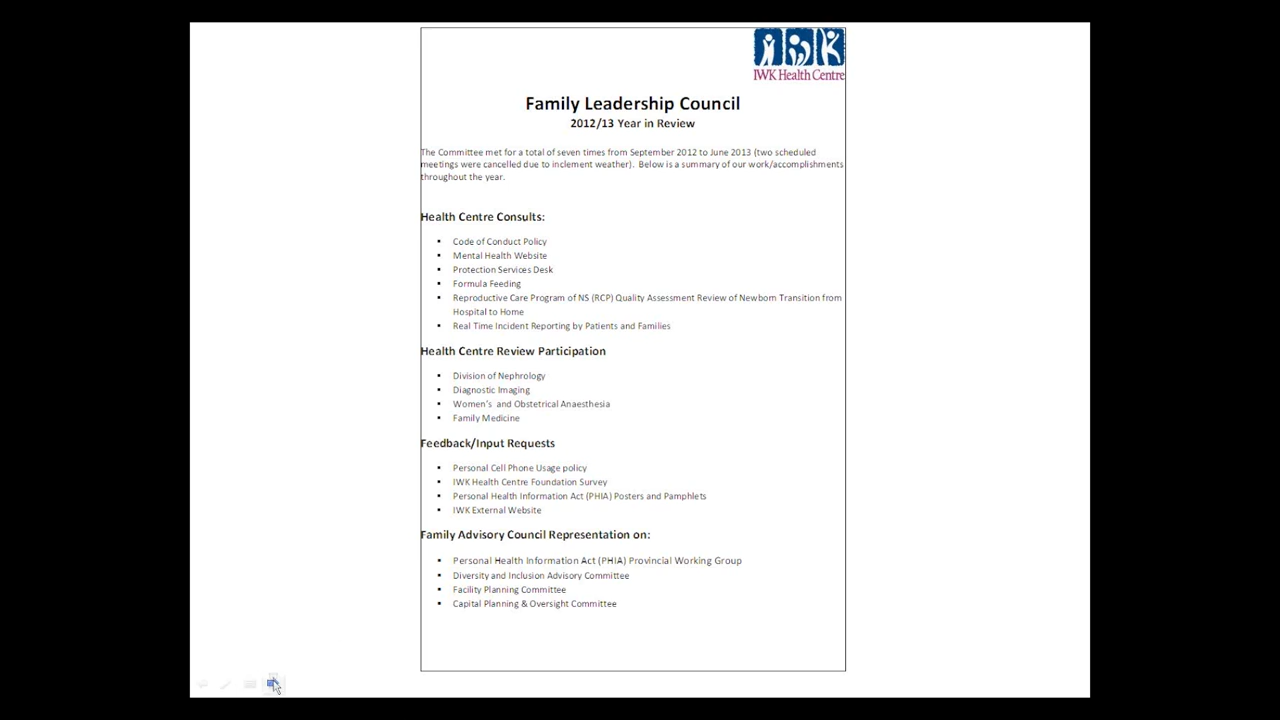 IWK Health Centre
Family Leadership Council
2012/13 Year in Review
The Committee met for a total of seven times from September 2012 to June 2013 (two scheduled
meetings were cancelled due to inclement weather). Below is a summary of our work/accomplishments
throughout the year.
Health Centre Consults:
▪ Code of Conduct Policy
▪ Mental Health Website
▪ Protection Services Desk
▪ Formula Feeding
▪ Reproductive Care Program of NS (RCP) Quality Assessment Review of Newborn Transition from
Hospital to Home
▪ Real Time Incident Reporting by Patients and Families
Health Centre Review Participation
▪ Division of Nephrology
▪ Diagnostic Imaging
▪ Women's and Obstetrical Anaesthesia
▪ Family Medicine
Feedback/Input Requests
▪ Personal Cell Phone Usage policy
▪ IWK Health Centre Foundation Survey
▪ Personal Health Information Act (PHIA) Posters and Pamphlets
▪ IWK External Website
Family Advisory Council Representation on:
▪ Personal Health Information Act (PHIA) Provincial Working Group
▪ Diversity and Inclusion Advisory Committee
▪ Facility Planning Committee
▪ Capital Planning & Oversight Committee